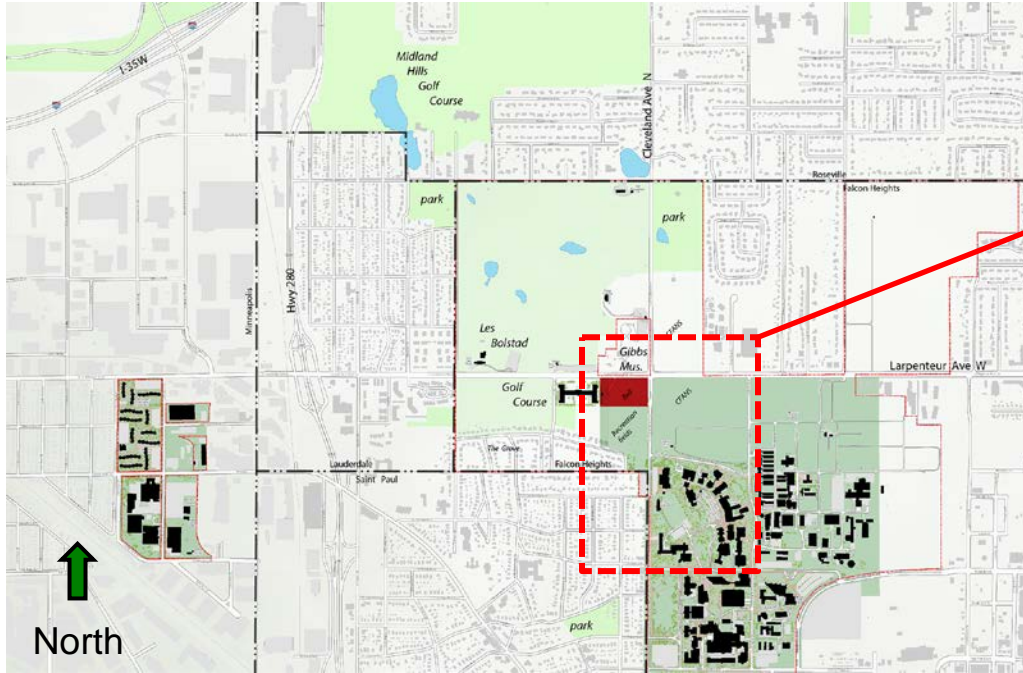 Midland
Hills
Golf
Course
I-35W
Cleveland Ave N
Roseville
Falcon Heights
park
park
Hwy 280
Minneapolis
Les
Bolstad
CFANS
Gibbs
Mus.
Larpenteur Ave W
Golf
Course
Bell
CFANS
Recreation
fields
The Grove
Lauderdale
Falcon Heights
Saint Paul
park
North